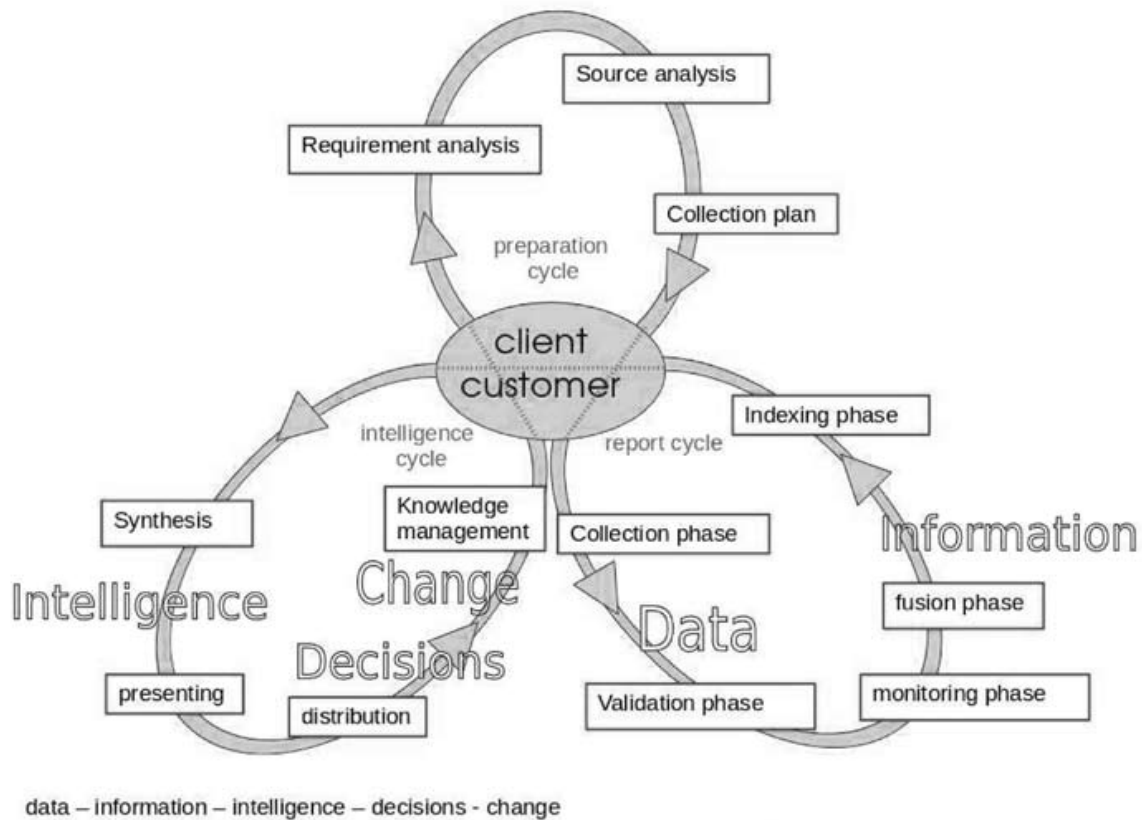 Source analysis
Requirement analysis
Collection plan
preparation
cycle
client
customer
Indexing phase
intelligence
cycle
report cycle
Synthesis
Knowledge
management
Collection phase
Information
Intelligence
Change
fusion phase
Data
Decisions
presenting
distribution
Validation phase
monitoring phase
data – information – intelligence – decisions - change